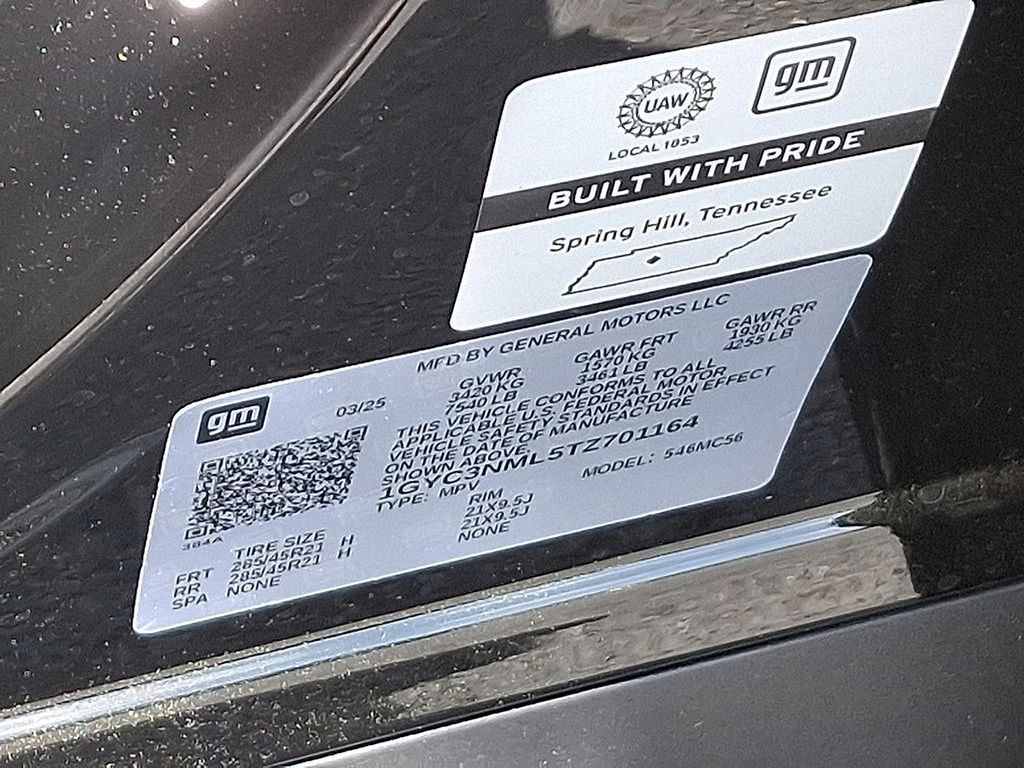 UAW
gm
LOCAL 1853
BUILT WITH PRIDE
Spring Hill, Tennessee
MFD BY GENERAL MOTORS LLC
gm
03/25
GVWR GAWR FRT GAWR RR
3420 KG 1570 KG 1930 KG
7540 LB 3461 LB 4255 LB
THIS VEHICLE CONFORMS TO ALL
APPLICABLE U.S. FEDERAL MOTOR
VEHICLE SAFETY STANDARDS IN EFFECT
ON THE DATE OF MANUFACTURE
SHOWN ABOVE.
1GYC3NML5TZ701164
TYPE: MPV MODEL: 546MC56
384A
TIRE SIZE RIM
FRT 285/45R21 H 21X9.5J
RR 285/45R21 H 21X9.5J
SPA NONE NONE